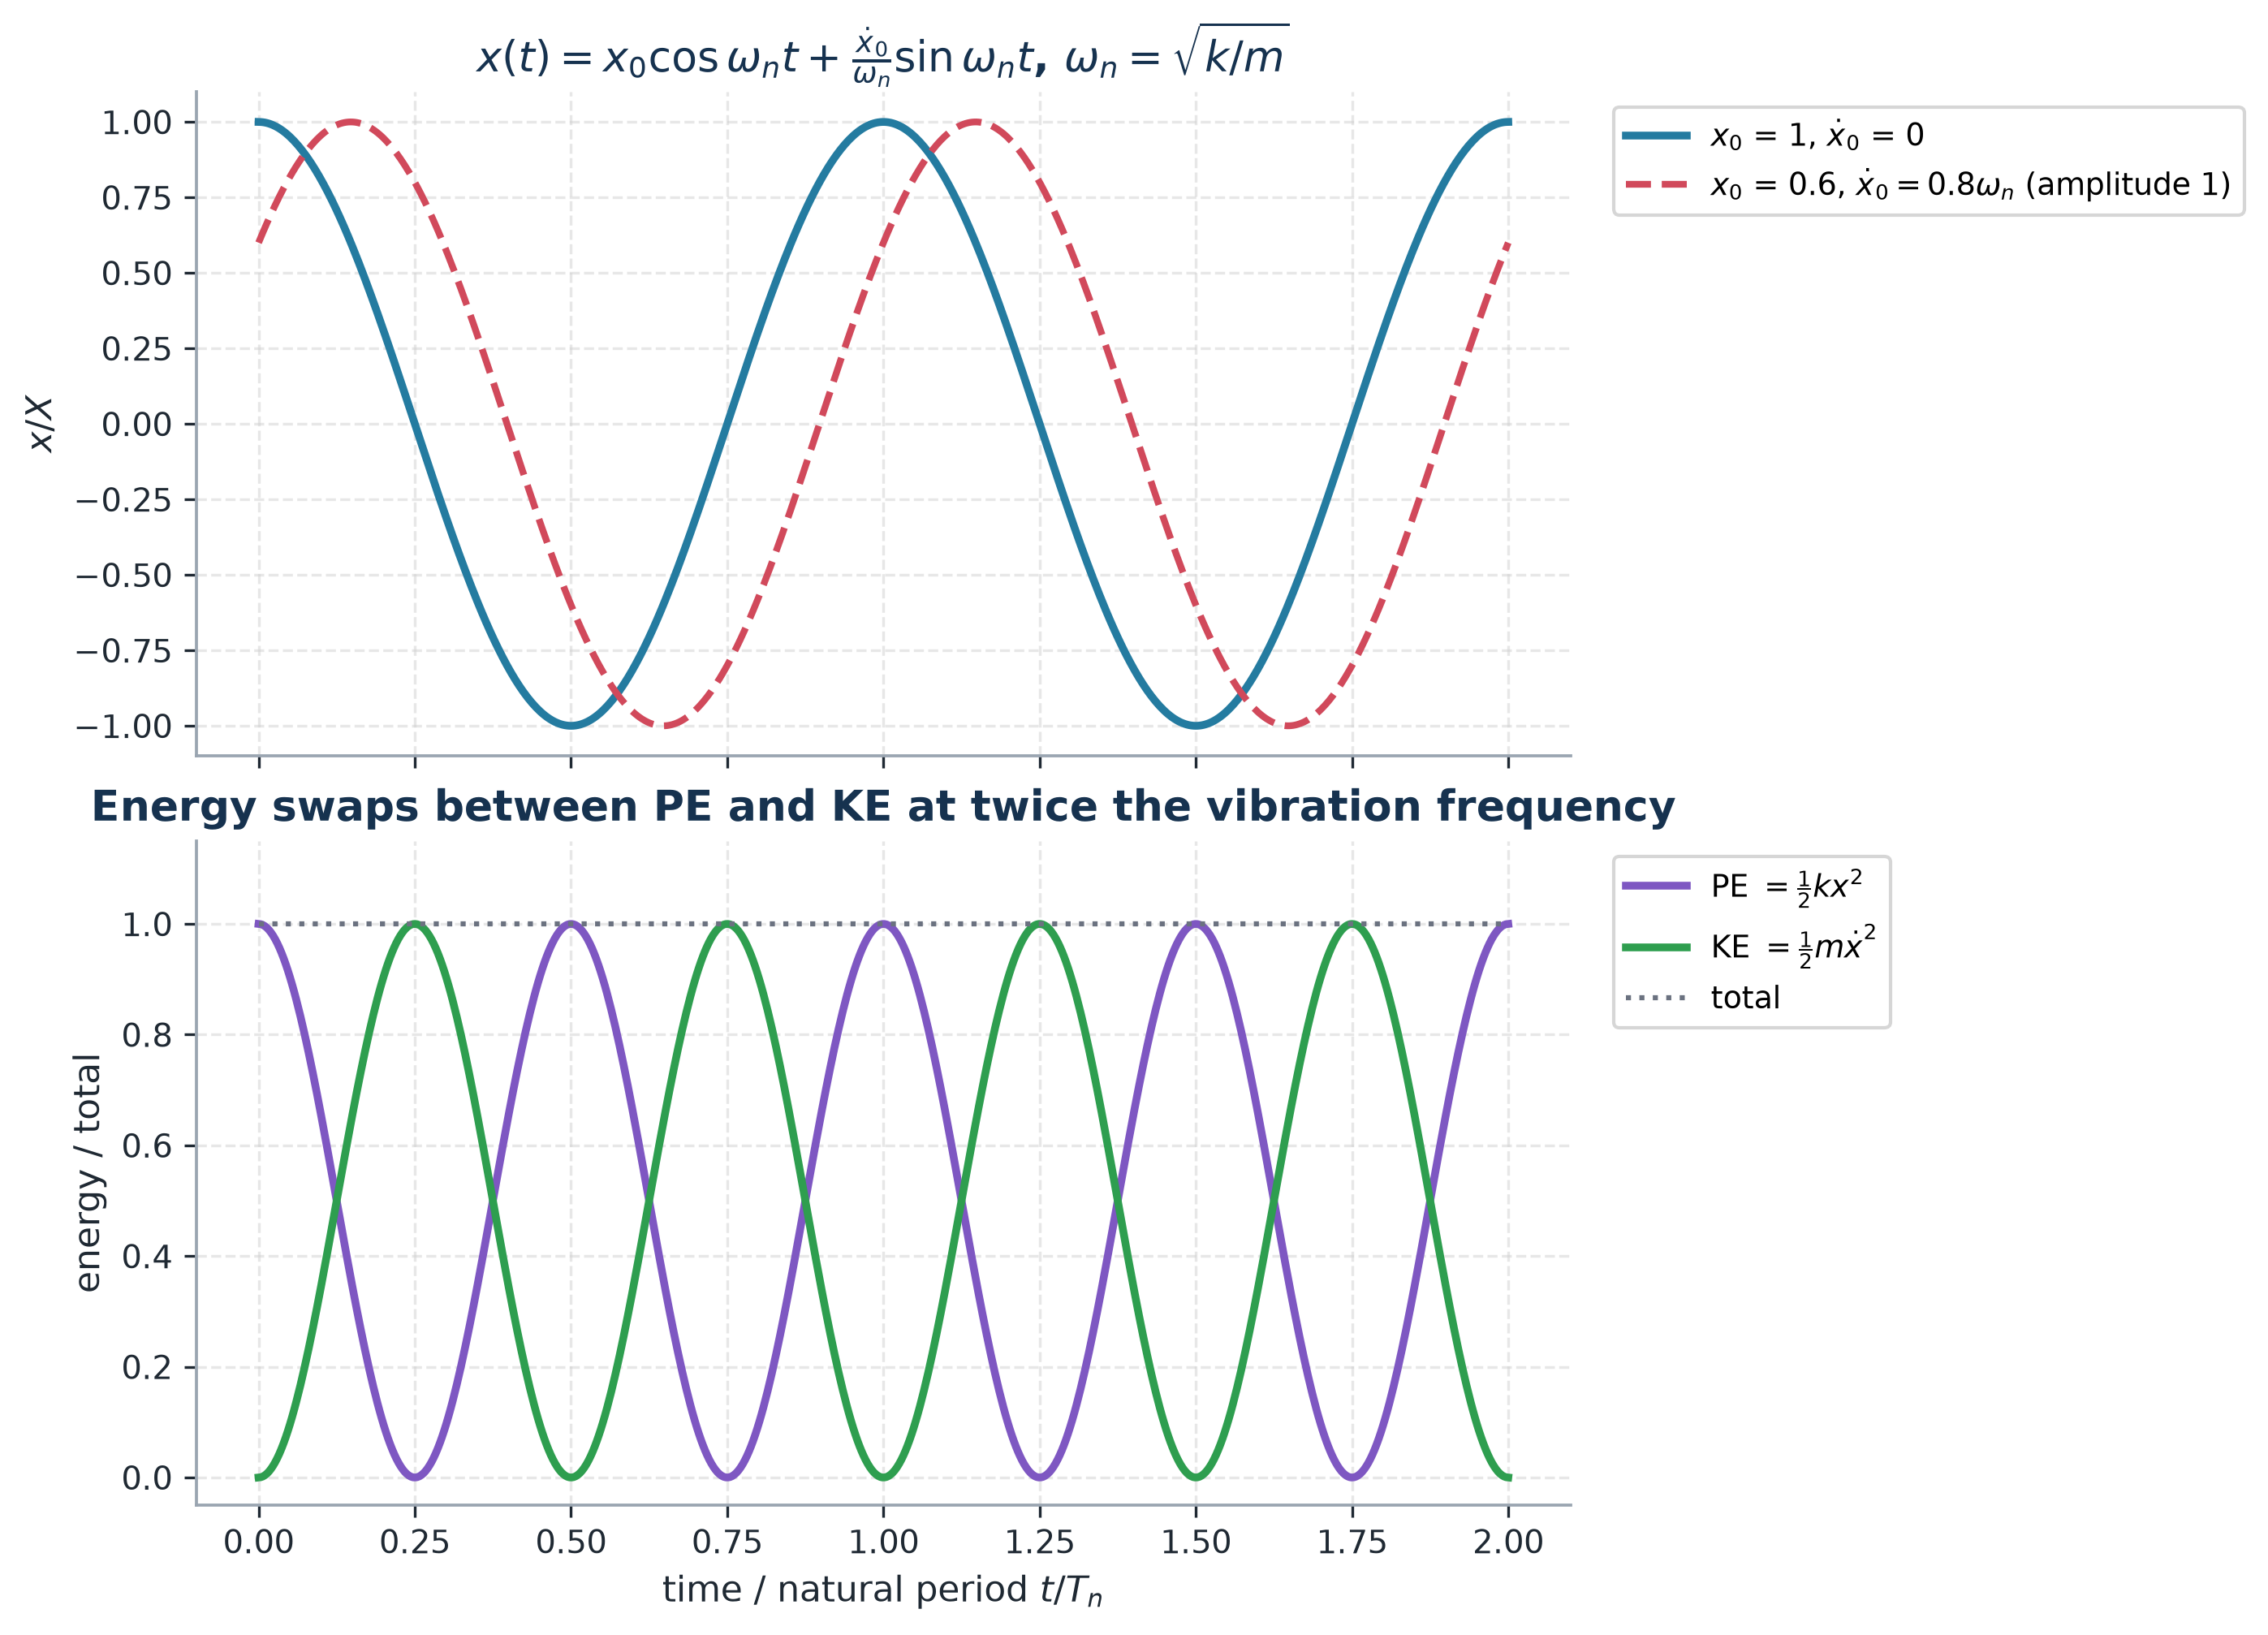 x(t) = x₀cos ωₙt + ẋ₀/ωₙ sin ωₙt, ωₙ = √(k/m)
x₀ = 1, ẋ₀ = 0
x₀ = 0.6, ẋ₀ = 0.8ωₙ (amplitude 1)
1.00
0.75
0.50
0.25
0.00
−0.25
−0.50
−0.75
−1.00
x/X
Energy swaps between PE and KE at twice the vibration frequency
PE = ½kx²
KE = ½mẋ²
total
1.0
0.8
0.6
0.4
0.2
0.0
energy / total
0.00 0.25 0.50 0.75 1.00 1.25 1.50 1.75 2.00
time / natural period t/Tₙ